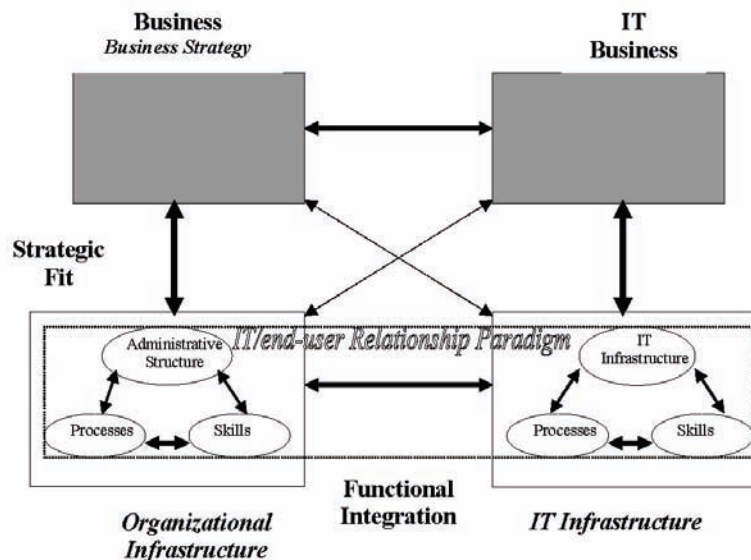 Business
Business Strategy
IT
Business
Strategic
Fit
IT/end-user Relationship Paradigm
Administrative
Structure
Processes
Skills
IT
Infrastructure
Processes
Skills
Functional
Integration
Organizational
Infrastructure
IT Infrastructure